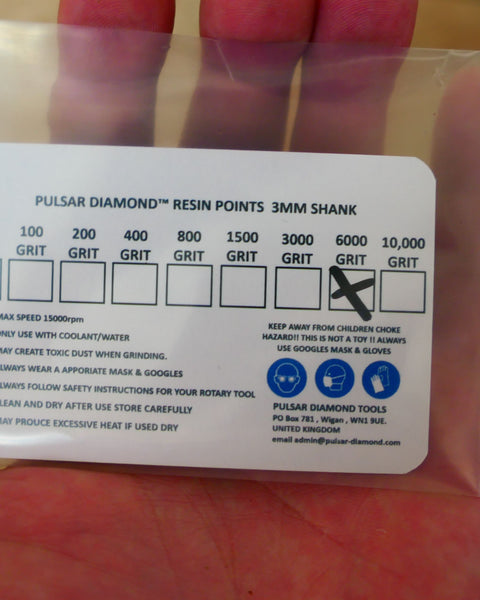 PULSAR DIAMOND™ RESIN POINTS 3MM SHANK
100 GRIT
200 GRIT
400 GRIT
800 GRIT
1500 GRIT
3000 GRIT
6000 GRIT
10,000 GRIT
MAX SPEED 15000rpm
ONLY USE WITH COOLANT/WATER
MAY CREATE TOXIC DUST WHEN GRINDING.
ALWAYS WEAR A APPORIATE MASK & GOOGLES
ALWAYS FOLLOW SAFETY INSTRUCTIONS FOR YOUR ROTARY TOOL
CLEAN AND DRY AFTER USE STORE CAREFULLY
MAY PROUCE EXCESSIVE HEAT IF USED DRY
KEEP AWAY FROM CHILDREN CHOKE
HAZARD!! THIS IS NOT A TOY !! ALWAYS
USE GOOGLES MASK & GLOVES
PULSAR DIAMOND TOOLS
PO Box 781 , Wigan , WN1 9UE.
UNITED KINGDOM
email admin@pulsar-diamond.com